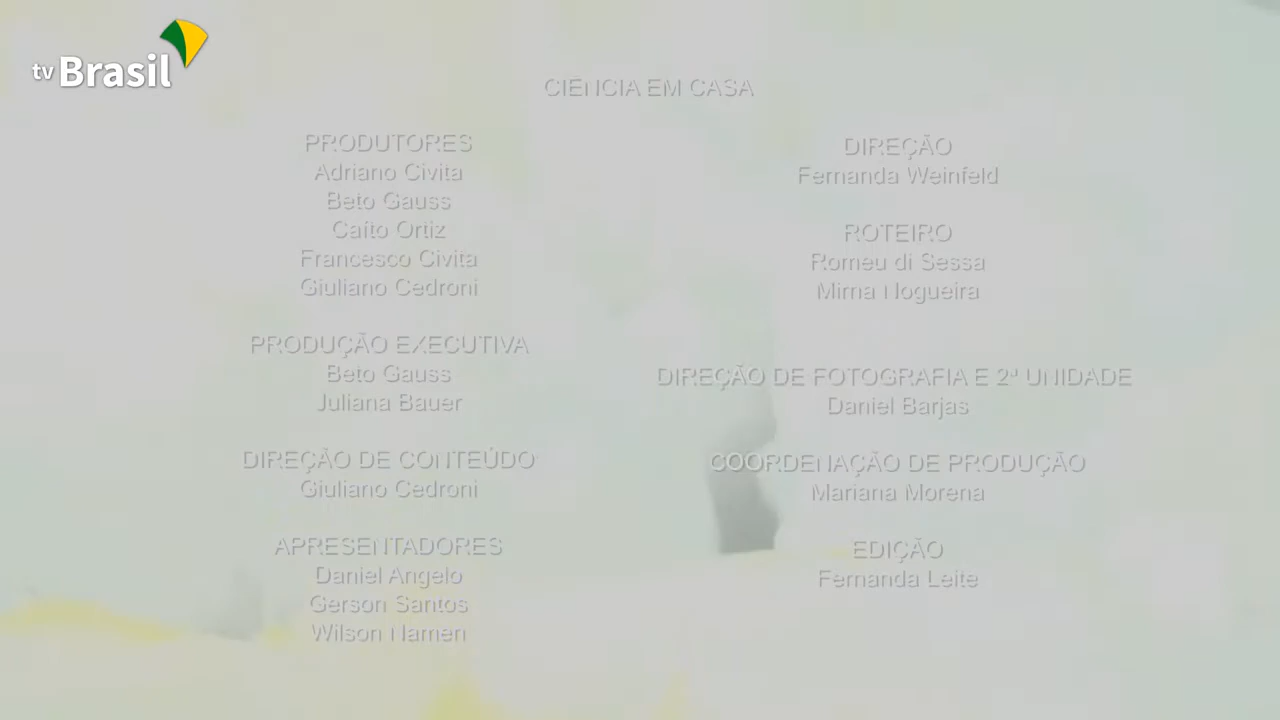 tv Brasil
CIÊNCIA EM CASA
PRODUTORES
Adriano Civita
Beto Gauss
Caíto Ortiz
Francesco Civita
Giuliano Cedroni
PRODUÇÃO EXECUTIVA
Beto Gauss
Juliana Bauer
DIREÇÃO DE CONTEÚDO
Giuliano Cedroni
APRESENTADORES
Daniel Angelo
Gerson Santos
Wilson Namen
DIREÇÃO
Fernanda Weinfeld
ROTEIRO
Romeu di Sessa
Mirna Nogueira
DIREÇÃO DE FOTOGRAFIA E 2ª UNIDADE
Daniel Barjas
COORDENAÇÃO DE PRODUÇÃO
Mariana Morena
EDIÇÃO
Fernanda Leite